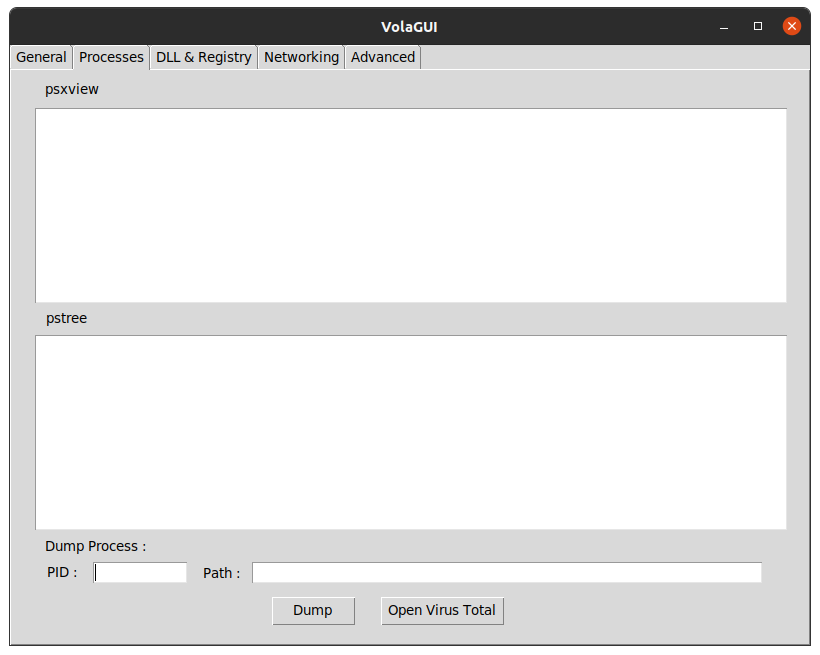 VolaGUI
General Processes DLL & Registry Networking Advanced
psxview
pstree
Dump Process :
PID : Path :
Dump Open Virus Total